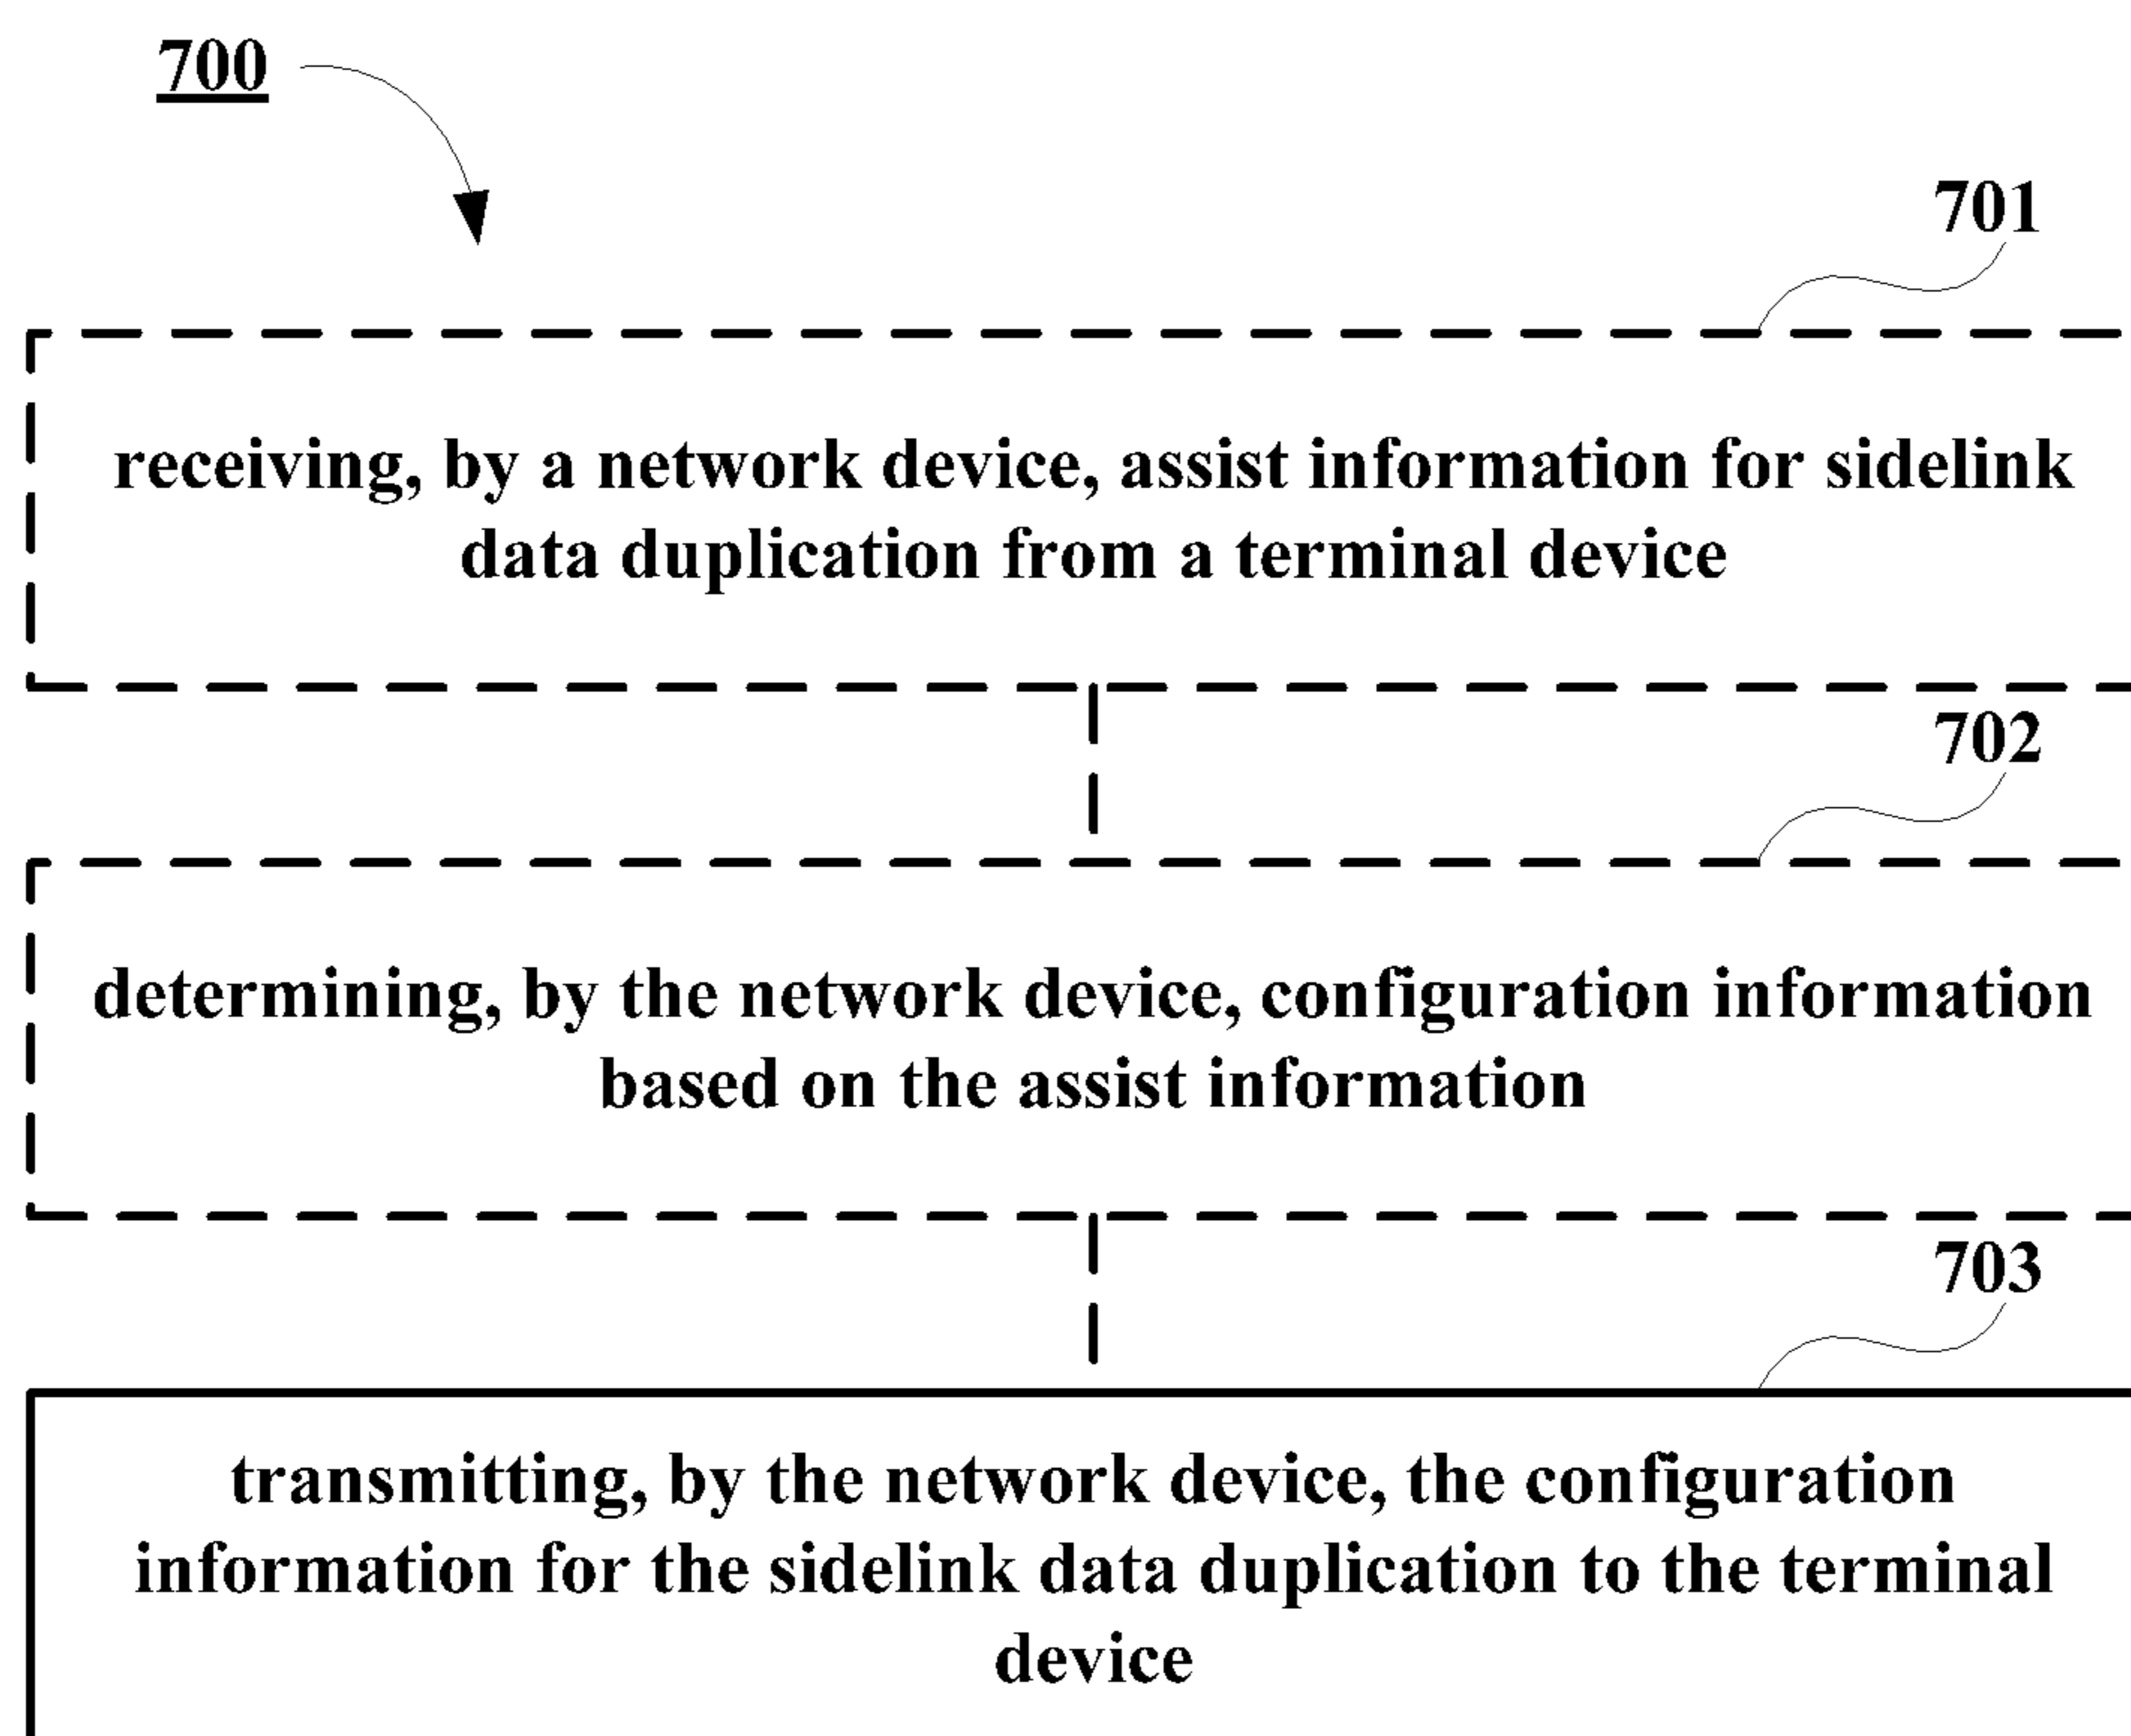 700
701
receiving, by a network device, assist information for sidelink
data duplication from a terminal device
702
determining, by the network device, configuration information
based on the assist information
703
transmitting, by the network device, the configuration
information for the sidelink data duplication to the terminal
device